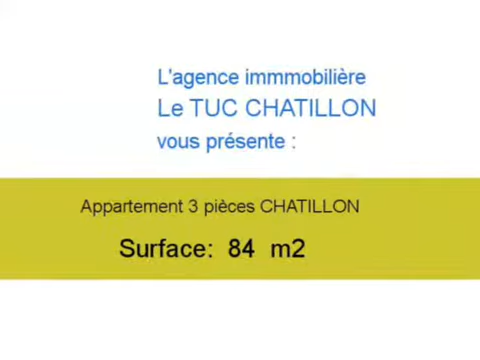 L'agence immmobilière
Le TUC CHATILLON
vous présente :
Appartement 3 pièces CHATILLON
Surface: 84 m2